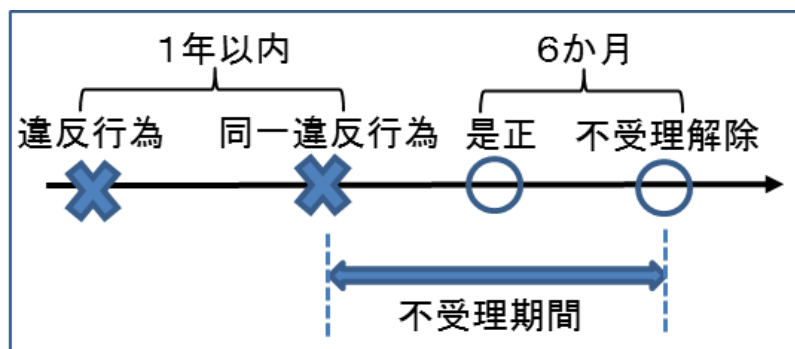 １年以内
６か月
違反行為
同一違反行為
是正
不受理解除
不受理期間